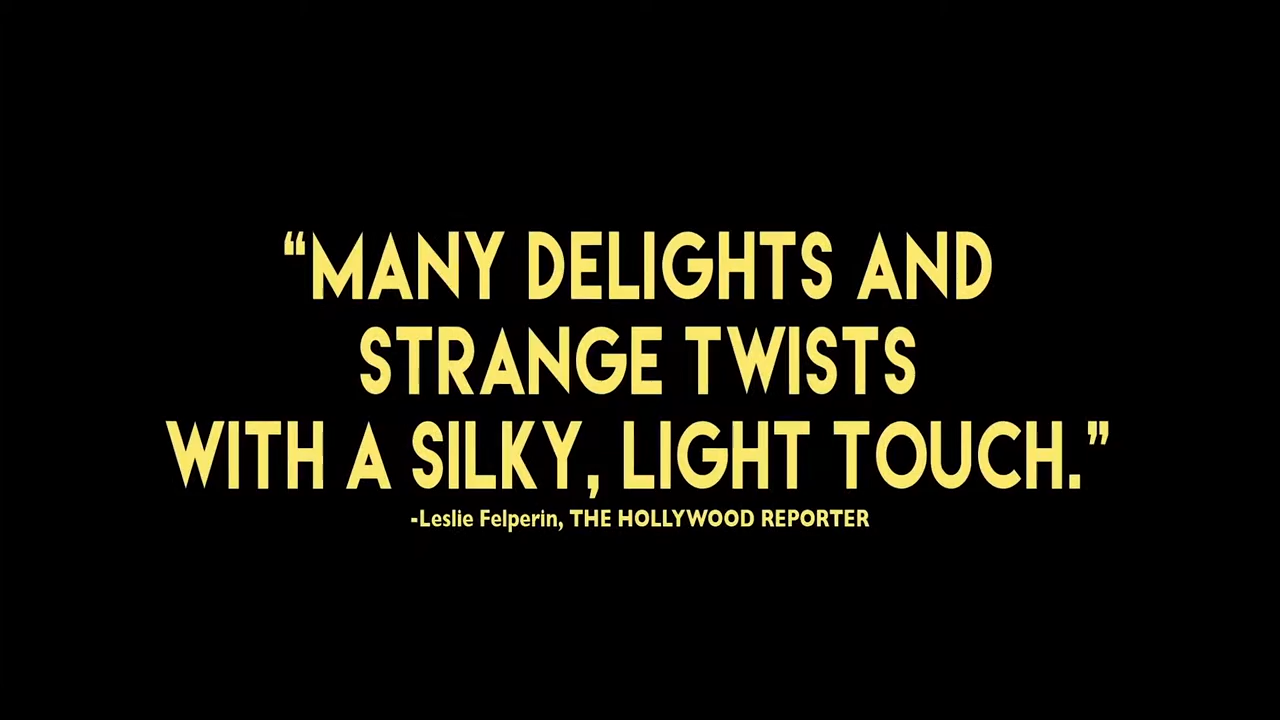 “MANY DELIGHTS AND
STRANGE TWISTS
WITH A SILKY, LIGHT TOUCH.”
-Leslie Felperin, THE HOLLYWOOD REPORTER